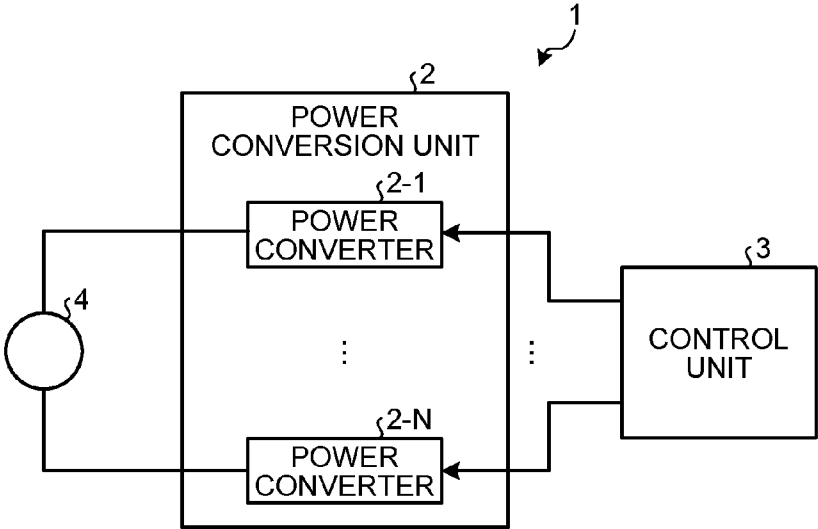 1
2
POWER
CONVERSION UNIT
2-1
POWER
CONVERTER
3
4
CONTROL
UNIT
...
...
2-N
POWER
CONVERTER